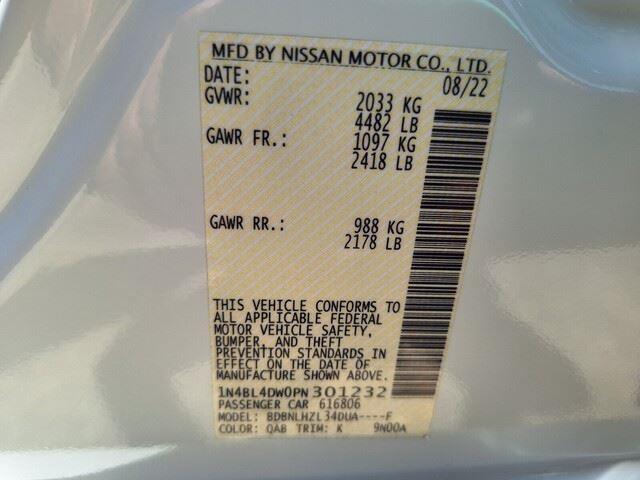 MFD BY NISSAN MOTOR CO., LTD.
DATE: 08/22
GVWR: 2033 KG
4482 LB
GAWR FR.: 1097 KG
2418 LB
GAWR RR.: 988 KG
2178 LB
THIS VEHICLE CONFORMS TO
ALL APPLICABLE FEDERAL
MOTOR VEHICLE SAFETY,
BUMPER, AND THEFT
PREVENTION STANDARDS IN
EFFECT ON THE DATE OF
MANUFACTURE SHOWN ABOVE.
1N4BL4DW0PN301232
PASSENGER CAR 616806
MODEL: BDBNLHZL34DUA----F
COLOR: QAB TRIM: K 9N00A